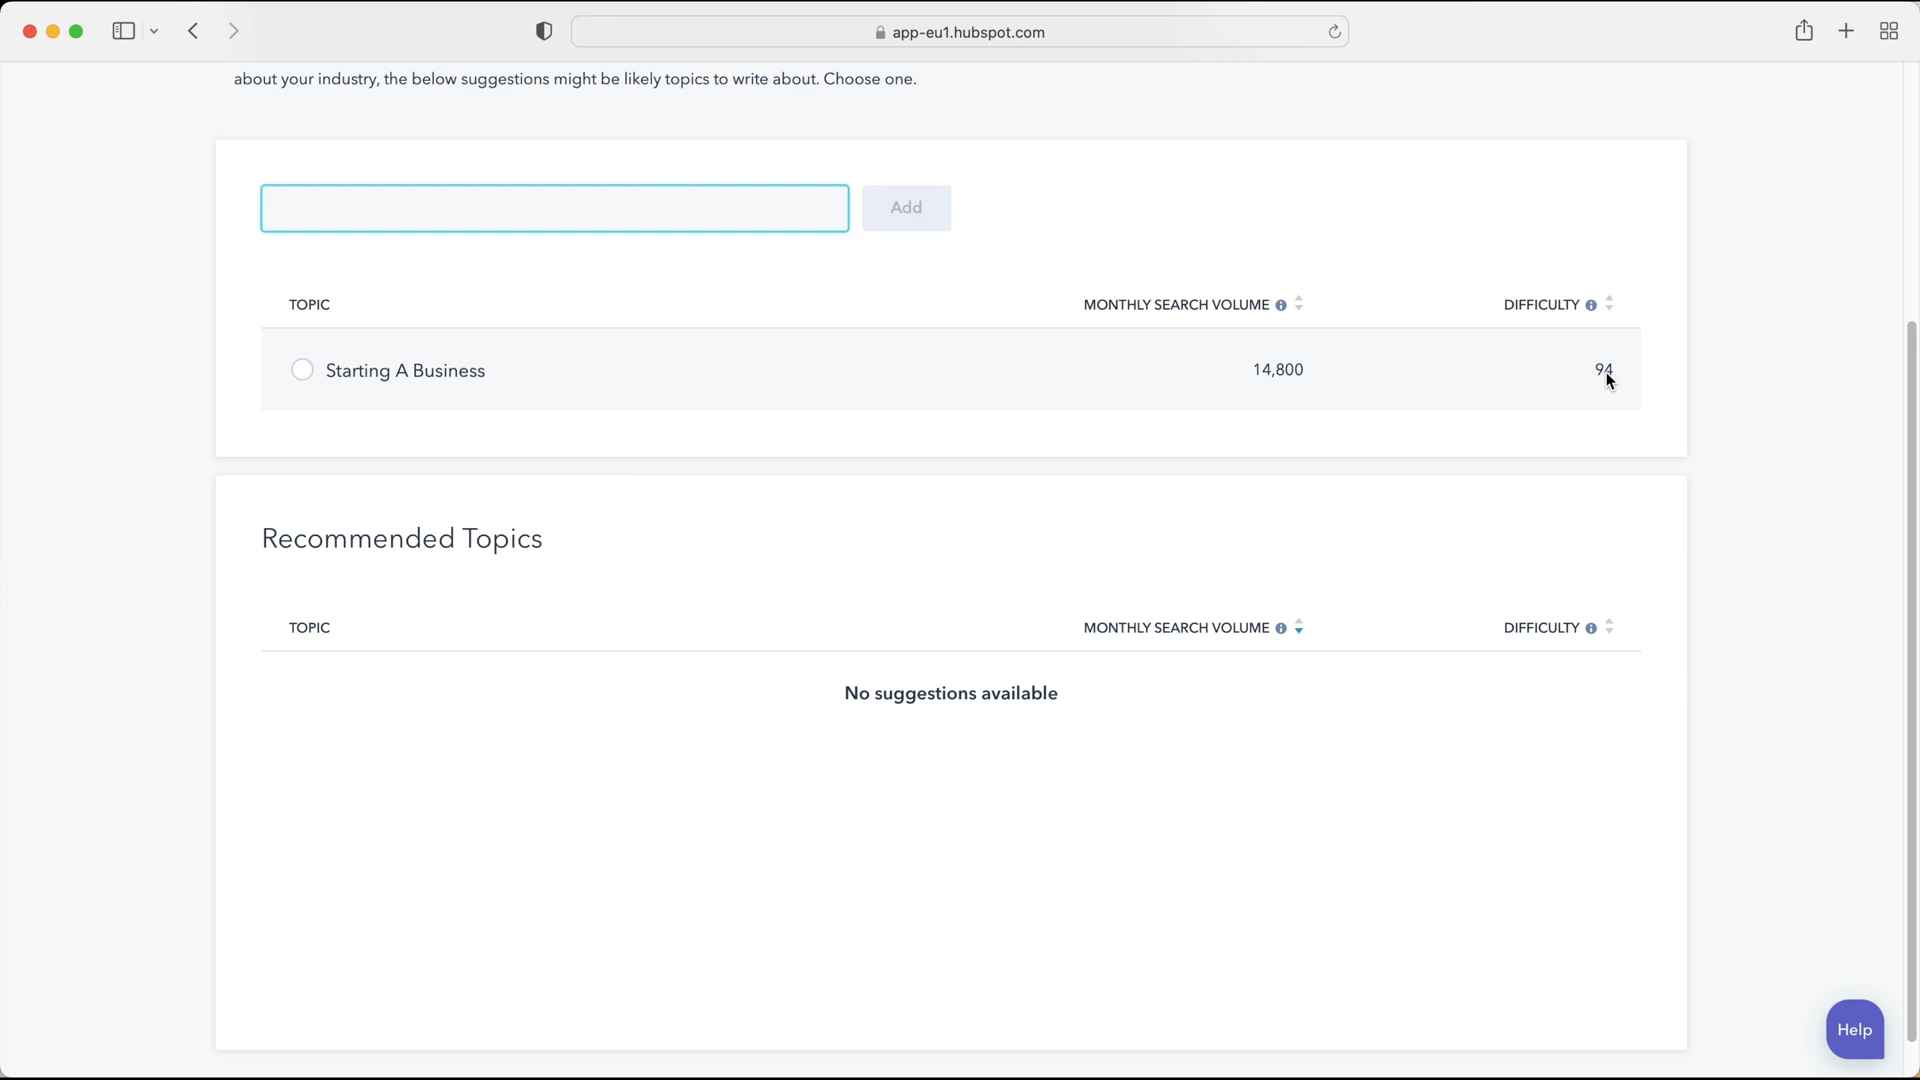 app-eu1.hubspot.com
about your industry, the below suggestions might be likely topics to write about. Choose one.
Add
TOPIC MONTHLY SEARCH VOLUME DIFFICULTY
Starting A Business 14,800 94
Recommended Topics
TOPIC MONTHLY SEARCH VOLUME DIFFICULTY
No suggestions available
Help